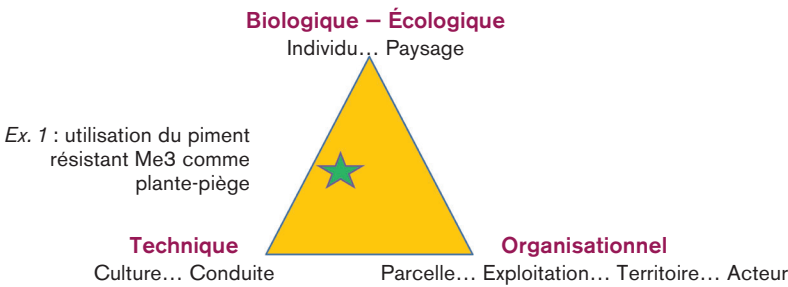 Biologique – Écologique
Individu… Paysage
Ex. 1 : utilisation du piment
résistant Me3 comme
plante-piège
Technique
Culture… Conduite
Organisationnel
Parcelle… Exploitation… Territoire… Acteur